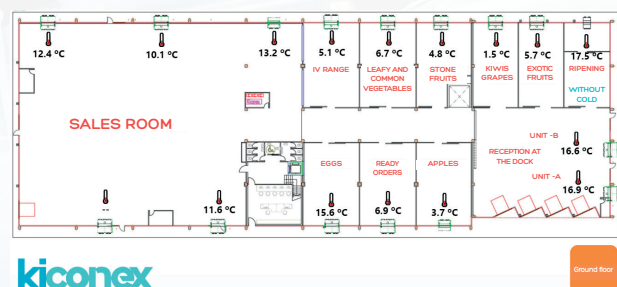 12.4 ºC
10.1 ºC
13.2 ºC
5.1 ºC
6.7 ºC
4.8 ºC
1.5 ºC
5.7 ºC
17.5 ºC
IV RANGE
LEAFY AND
COMMON
VEGETABLES
STONE
FRUITS
KIWIS
GRAPES
EXOTIC
FRUITS
RIPENING
WITHOUT
COLD
SALES ROOM
UNIT -B
16.6 ºC
RECEPTION AT
THE DOCK
UNIT -A
16.9 ºC
EGGS
READY
ORDERS
APPLES
11.6 ºC
15.6 ºC
6.9 ºC
3.7 ºC
kiconex
Ground floor